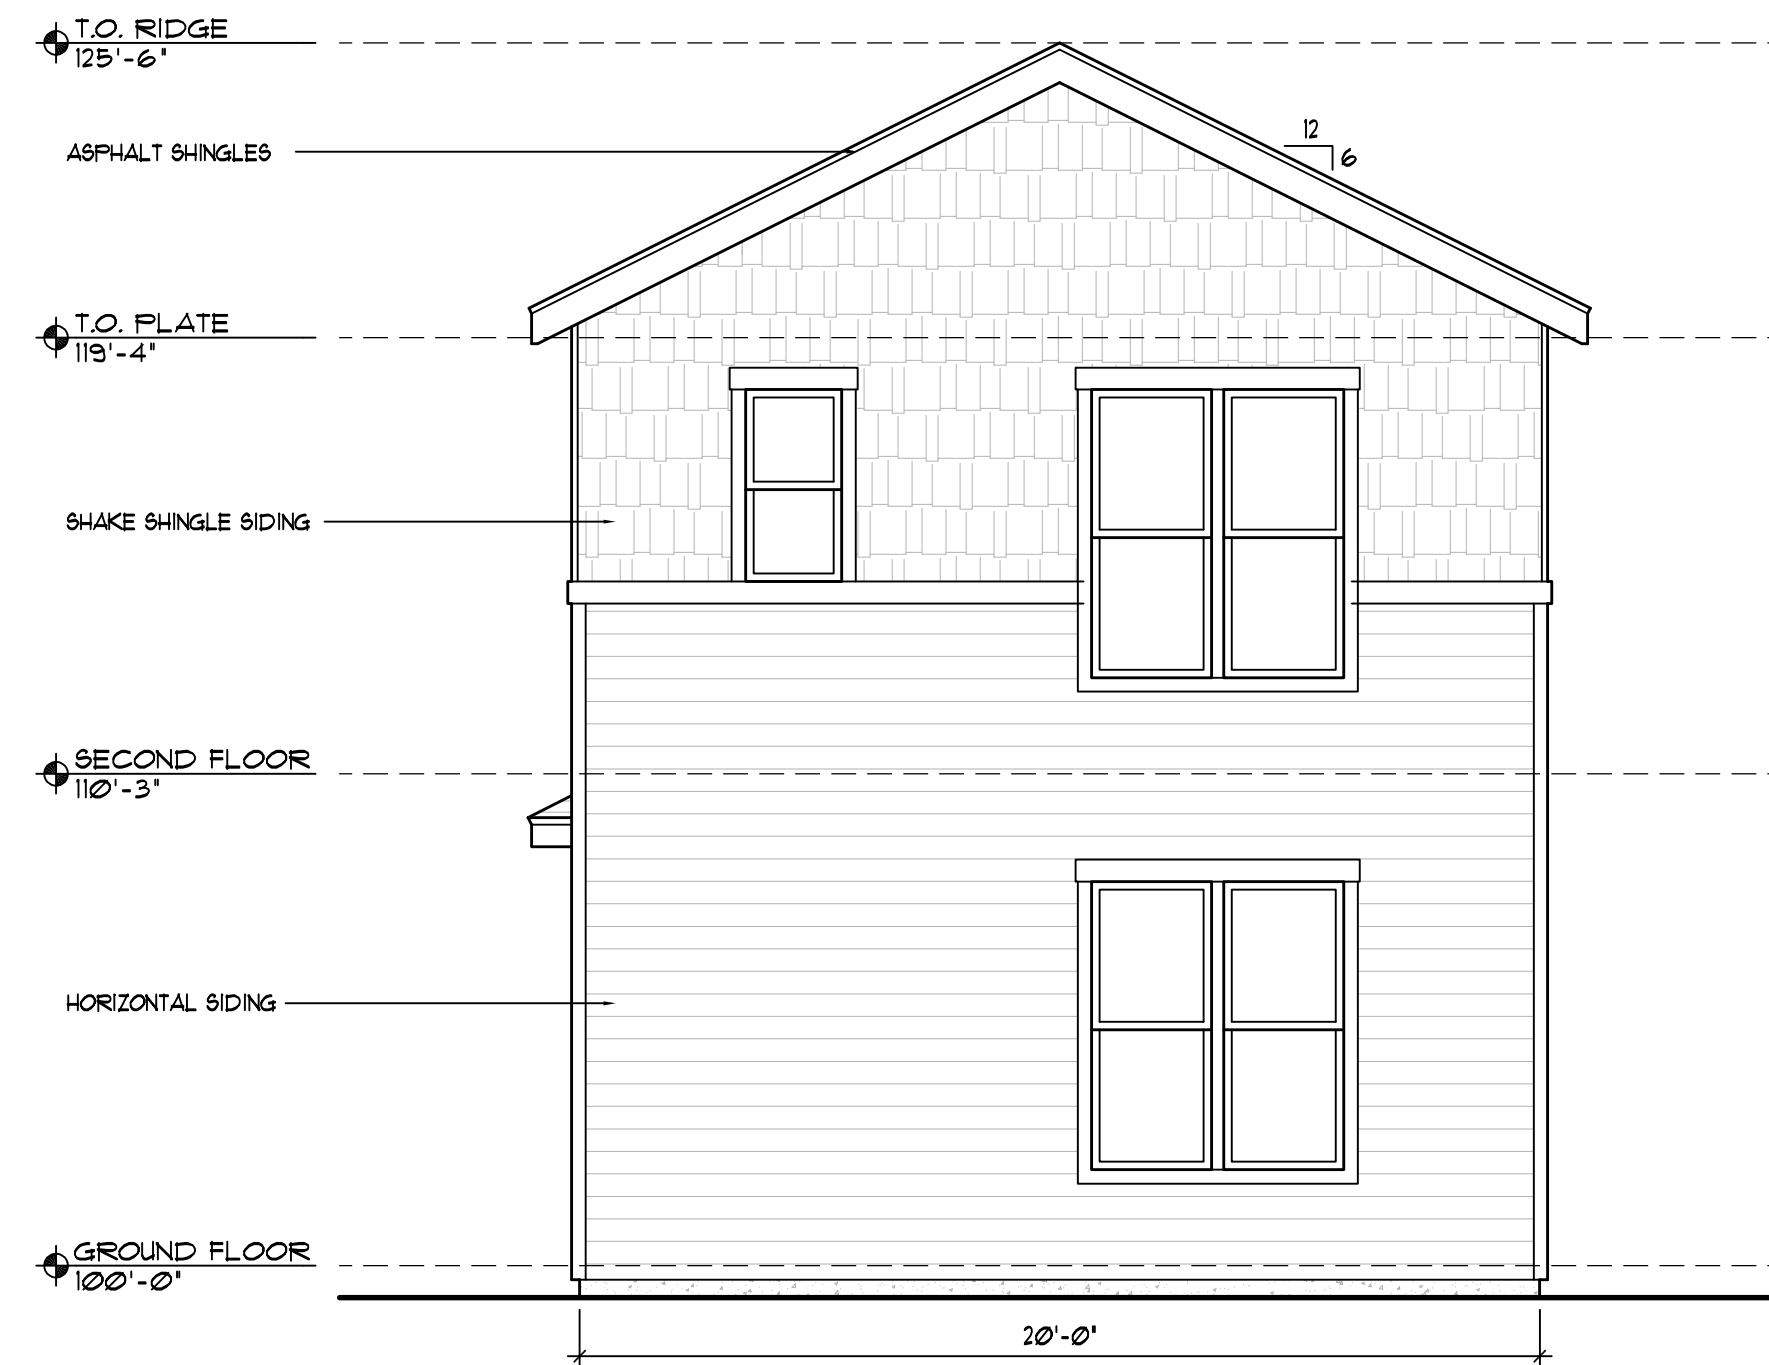 T.O. RIDGE
125'-6"
12
6
ASPHALT SHINGLES
T.O. PLATE
119'-4"
SHAKE SHINGLE SIDING
SECOND FLOOR
110'-3"
HORIZONTAL SIDING
GROUND FLOOR
100'-0"
20'-0"